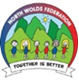 NORTH WOLDS FEDERATION
TOGETHER IS BETTER